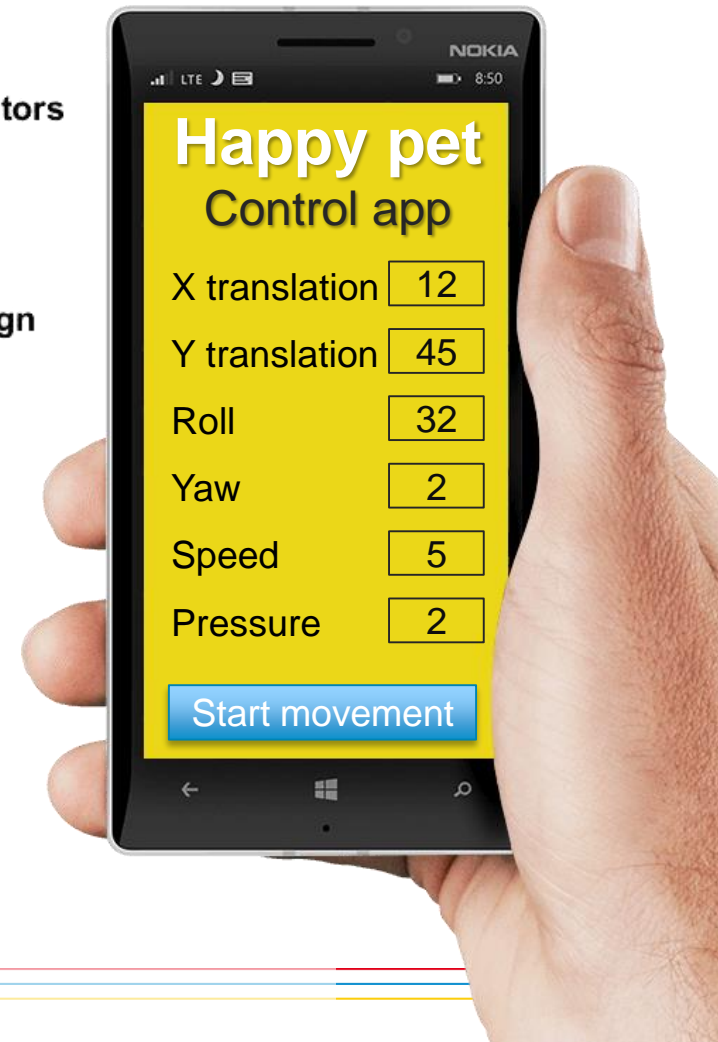 NOKIA
LTE 8:50
tors
Happy pet
Control app
X translation 12
gn
Y translation 45
Roll 32
Yaw 2
Speed 5
Pressure 2
Start movement